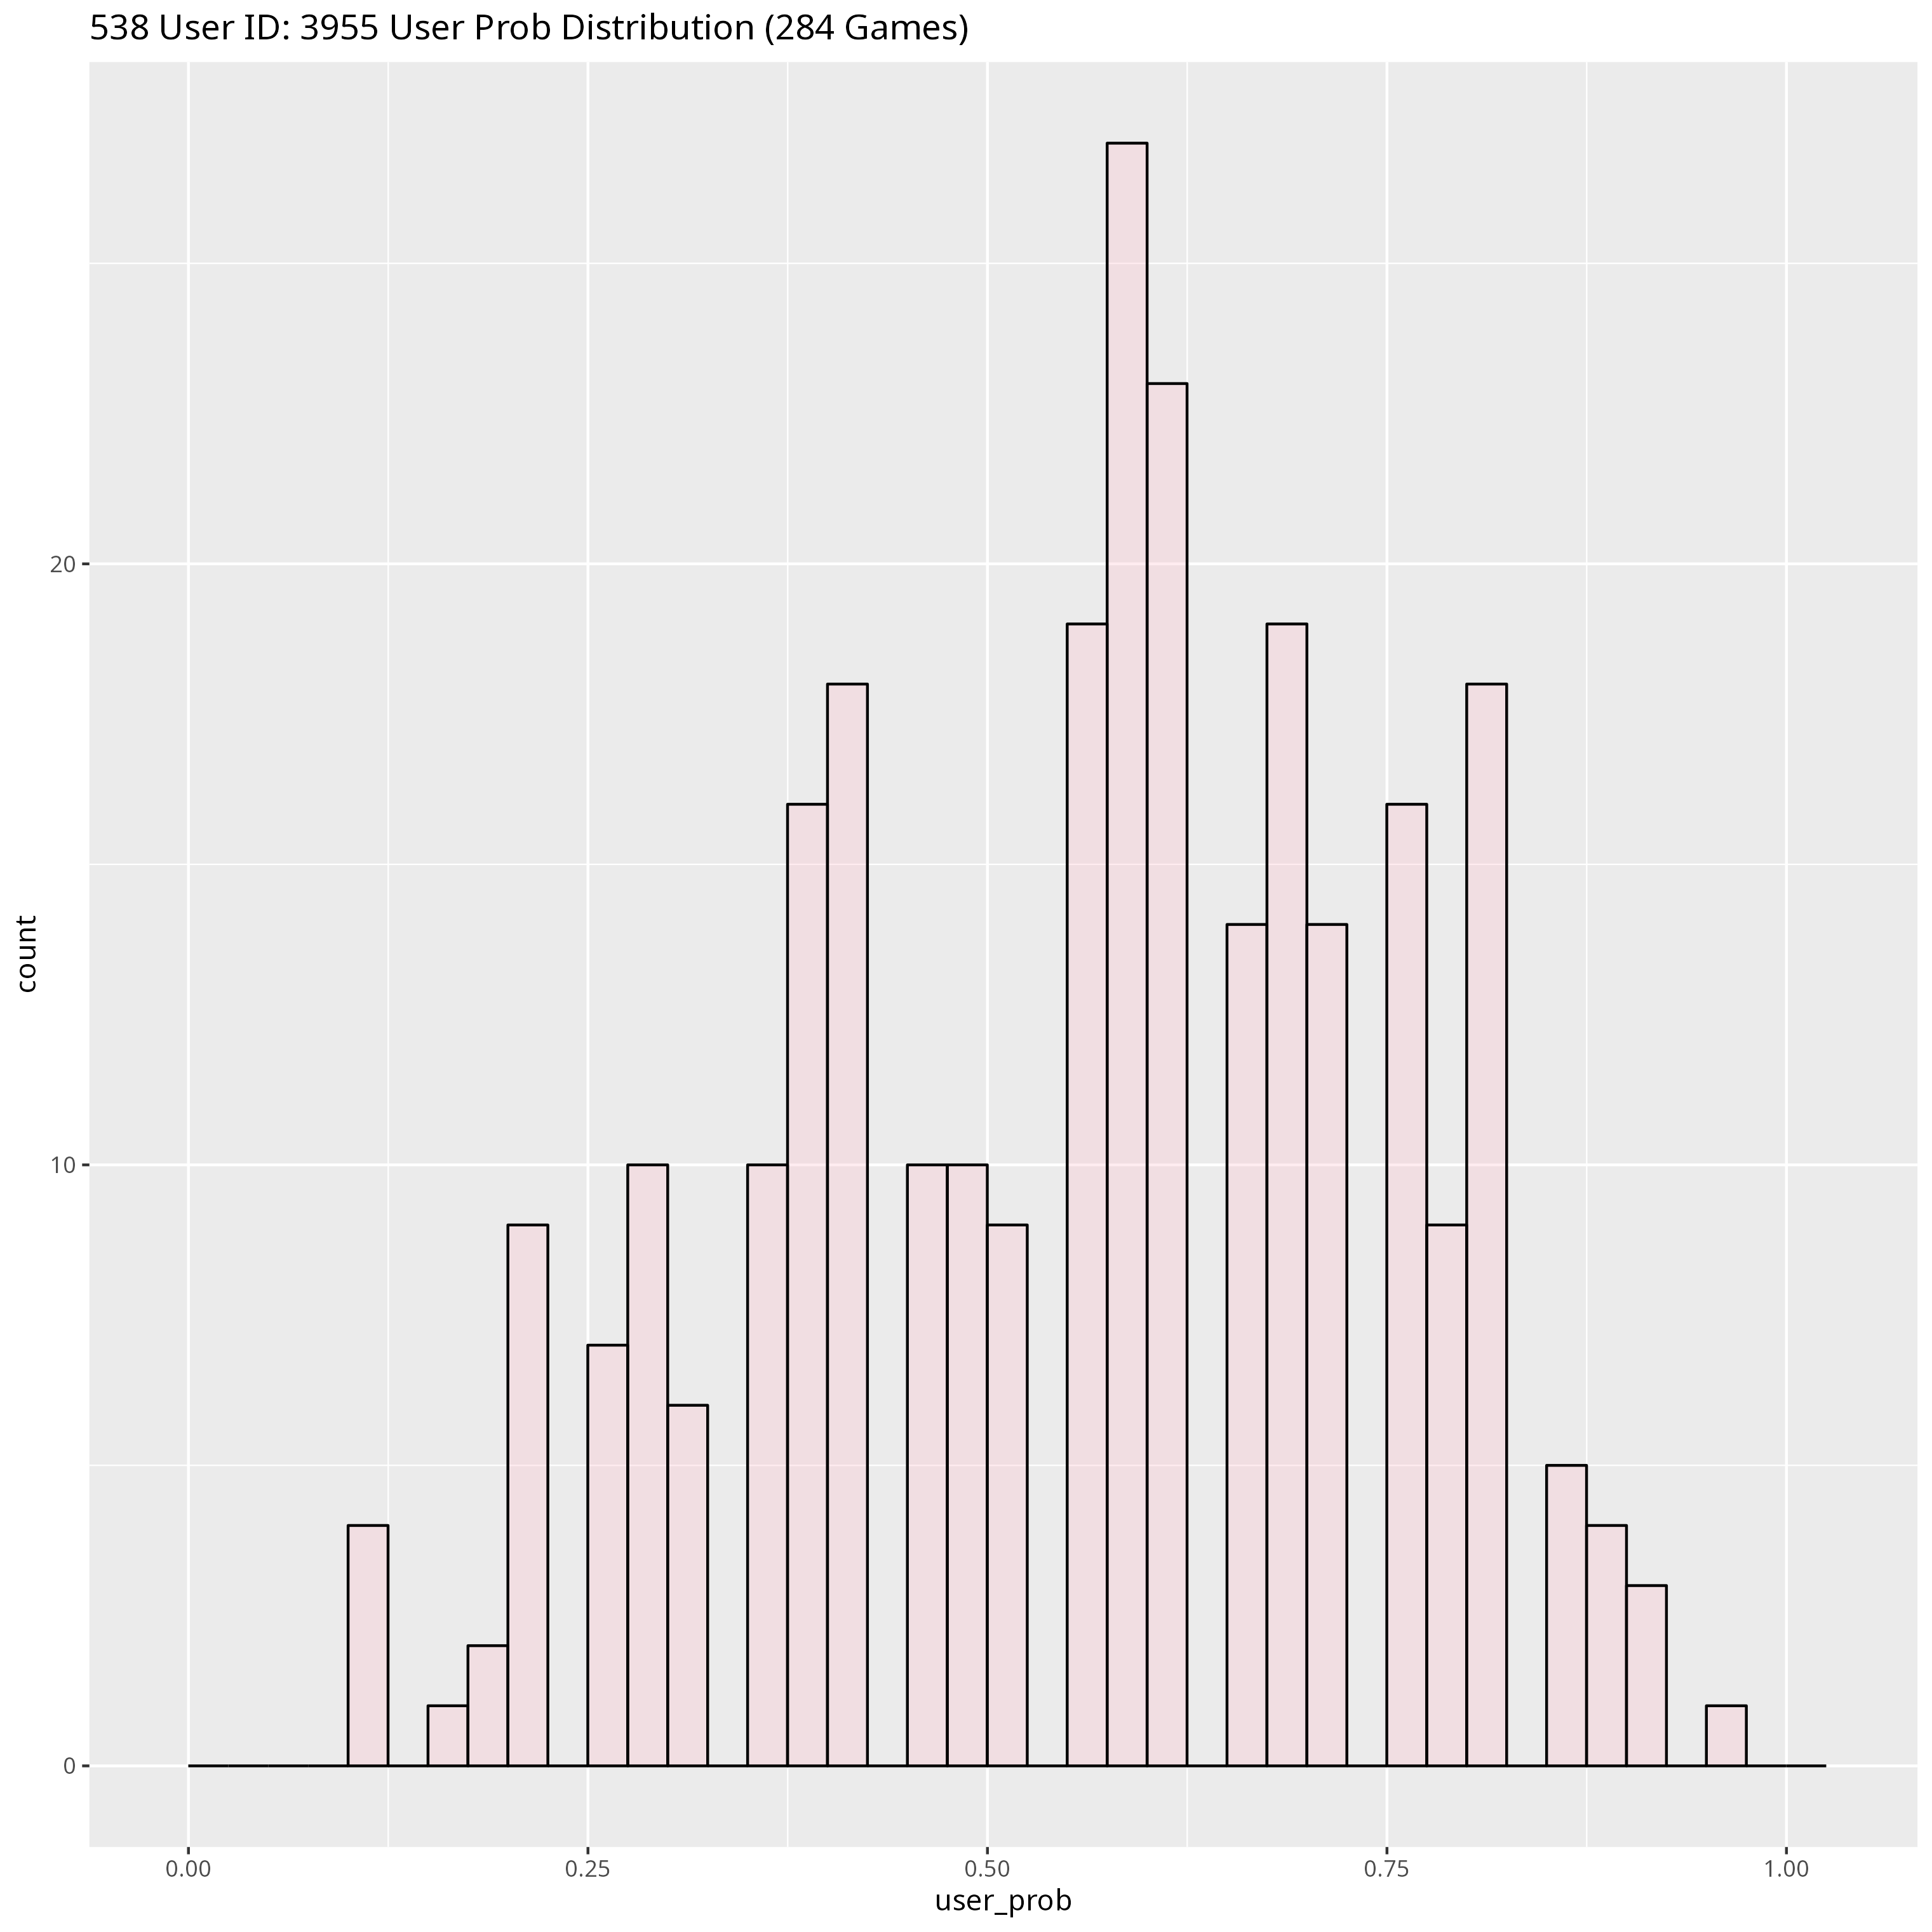 538 User ID: 3955 User Prob Distribution (284 Games)
count
20
10
0
0.00 0.25 0.50 0.75 1.00
user_prob